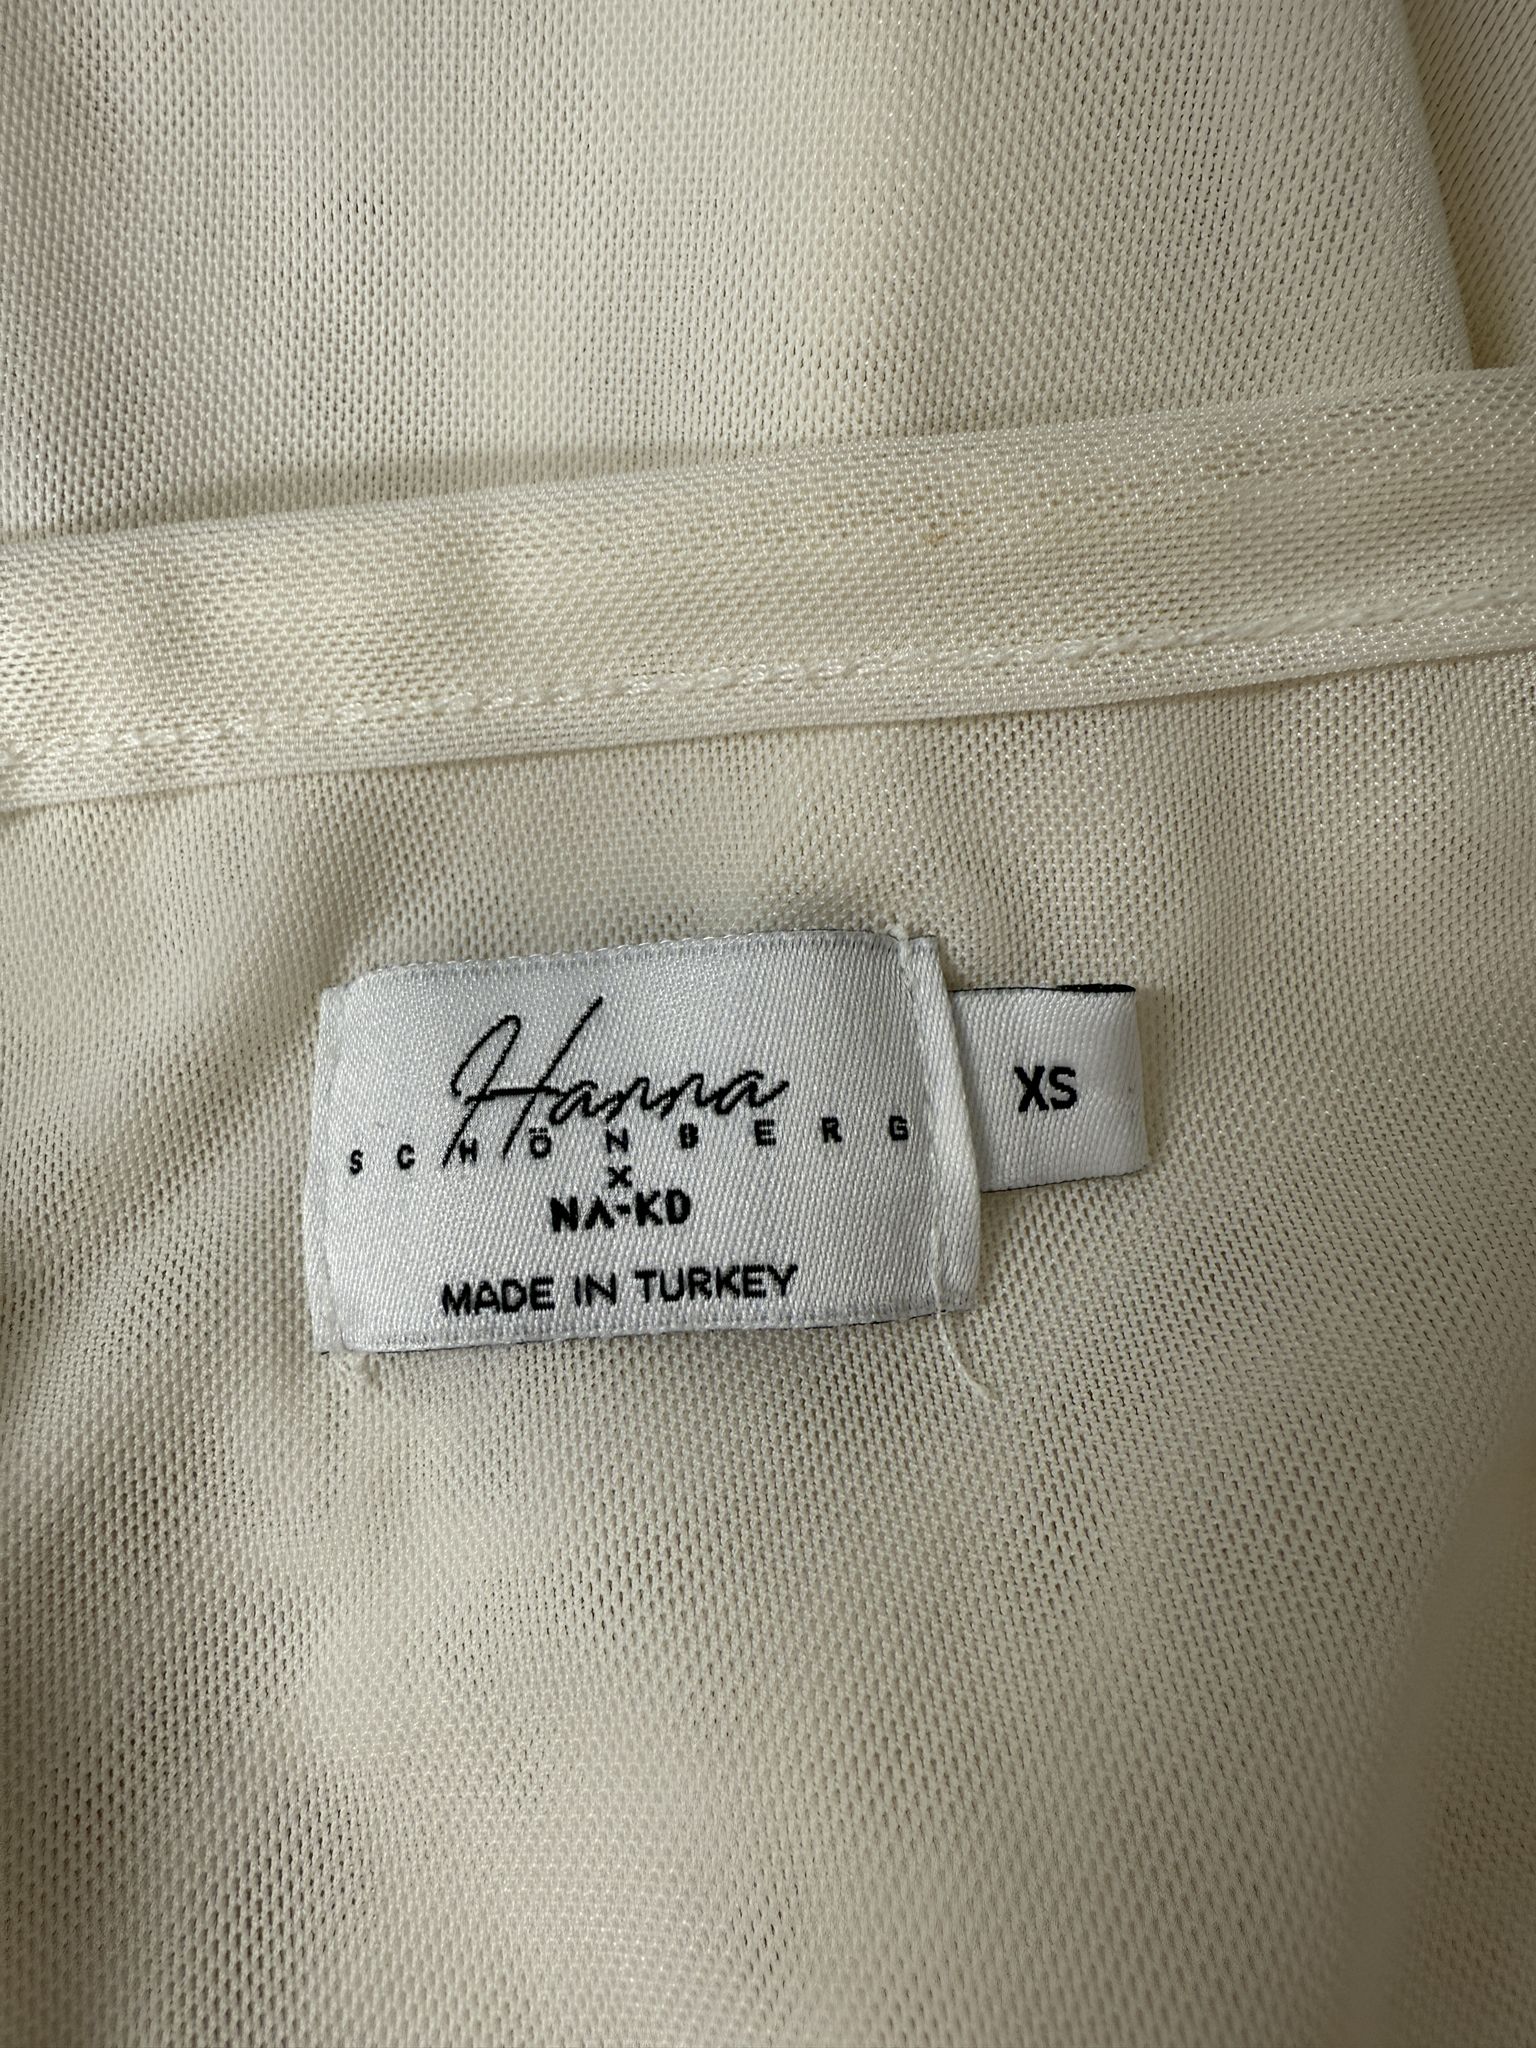 Hanna
SCHÖNBERG
X
NA-KD
MADE IN TURKEY
XS